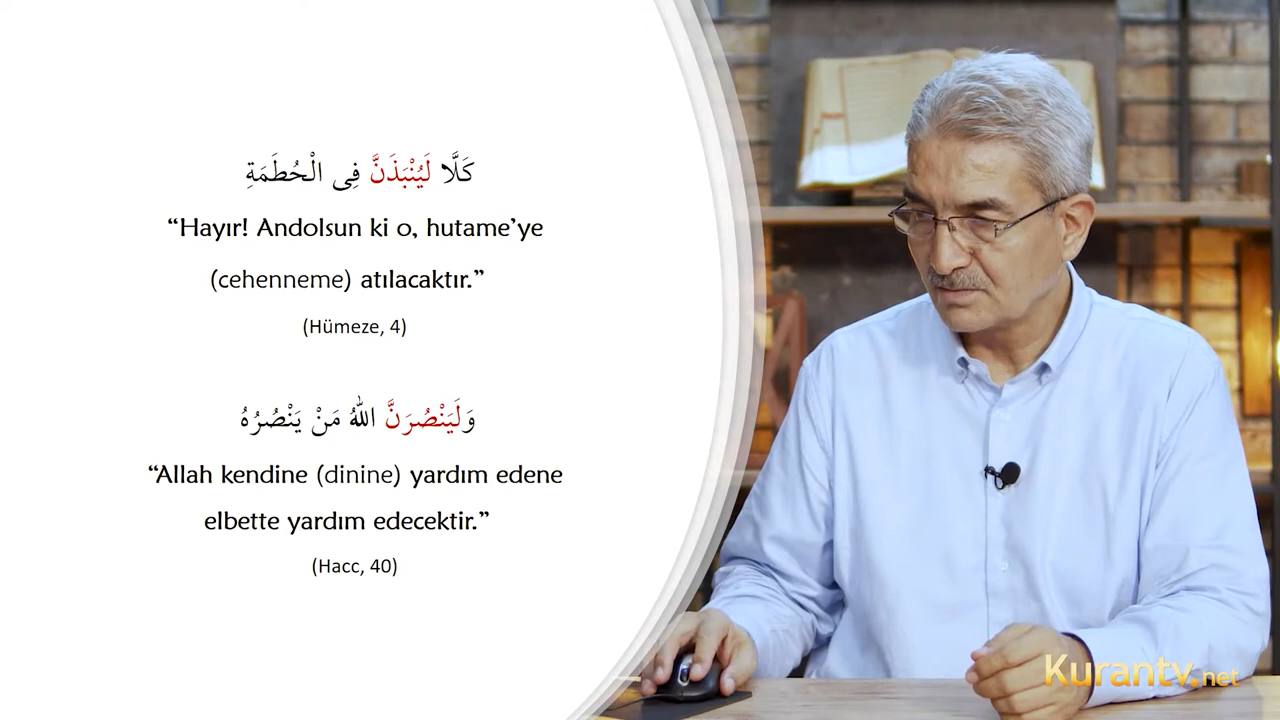 كَلَّا لَيُنْبَذَنَّ فِى الْحُطَمَةِ
“Hayır! Andolsun ki o, hutame’ye
(cehenneme) atılacaktır.”
(Hümeze, 4)
وَلَيَنْصُرَنَّ اللّٰهُ مَنْ يَنْصُرُهُ
“Allah kendine (dinine) yardım edene
elbette yardım edecektir.”
(Hacc, 40)
Kurantv.net